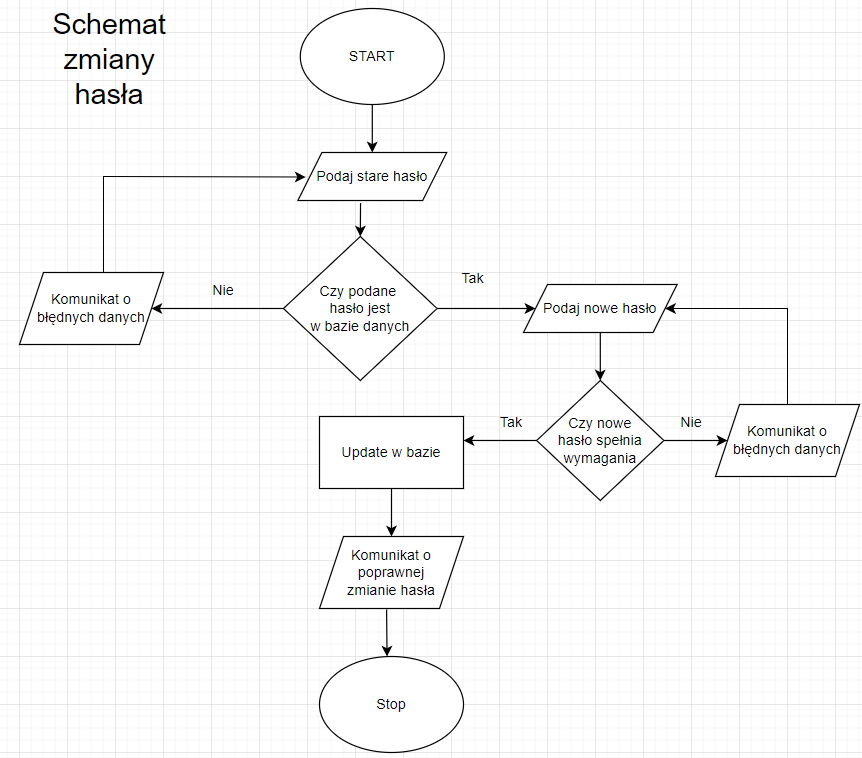 Schemat
zmiany
hasła
START
Podaj stare hasło
Czy podane
hasło jest
w bazie danych
Nie
Komunikat o
błędnych danych
Tak
Podaj nowe hasło
Czy nowe
hasło spełnia
wymagania
Nie
Komunikat o
błędnych danych
Tak
Update w bazie
Komunikat o
poprawnej
zmianie hasła
Stop